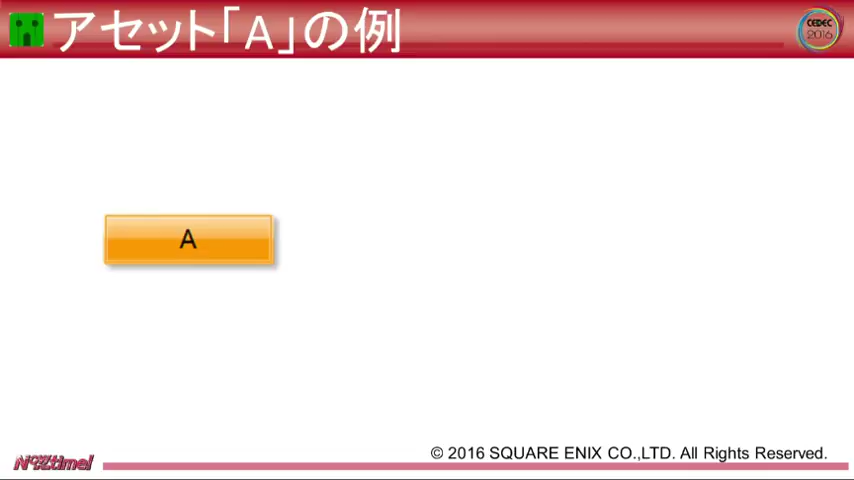 アセット「A」の例
CEDEC
2016
A
© 2016 SQUARE ENIX CO.,LTD. All Rights Reserved.